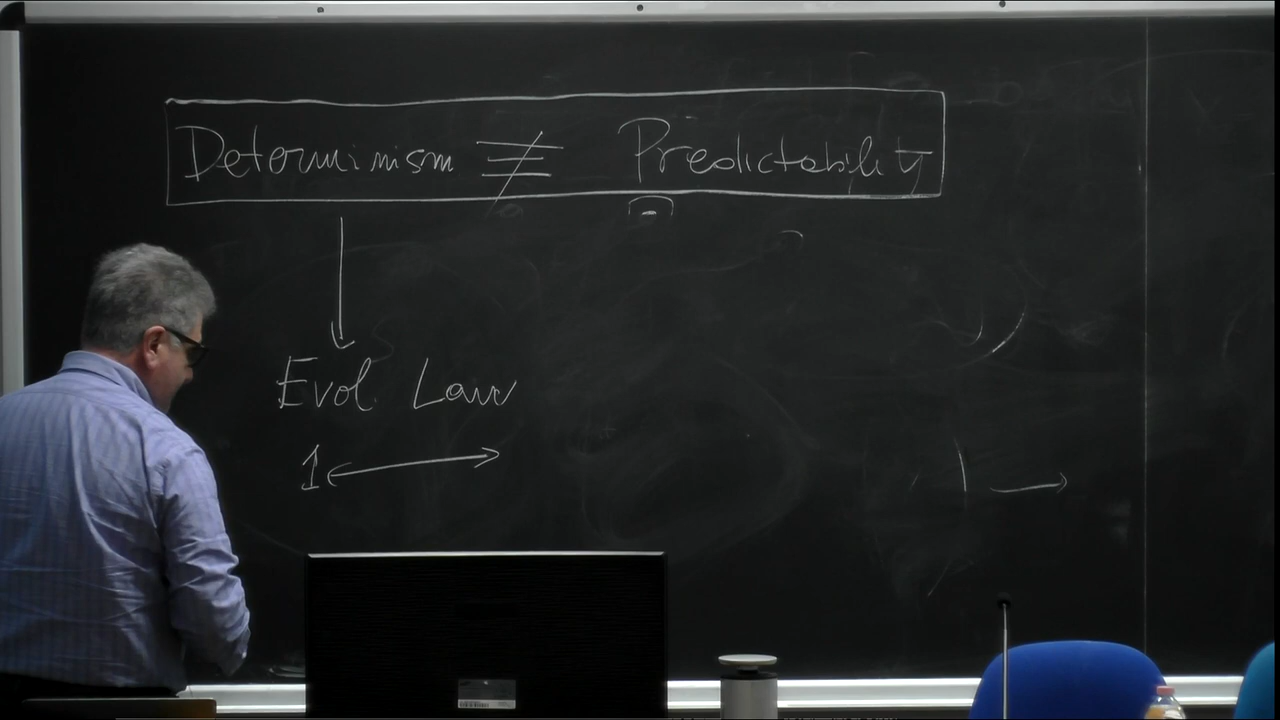 Determinism ≢ Predictability
Evol. Law
1 ⟷